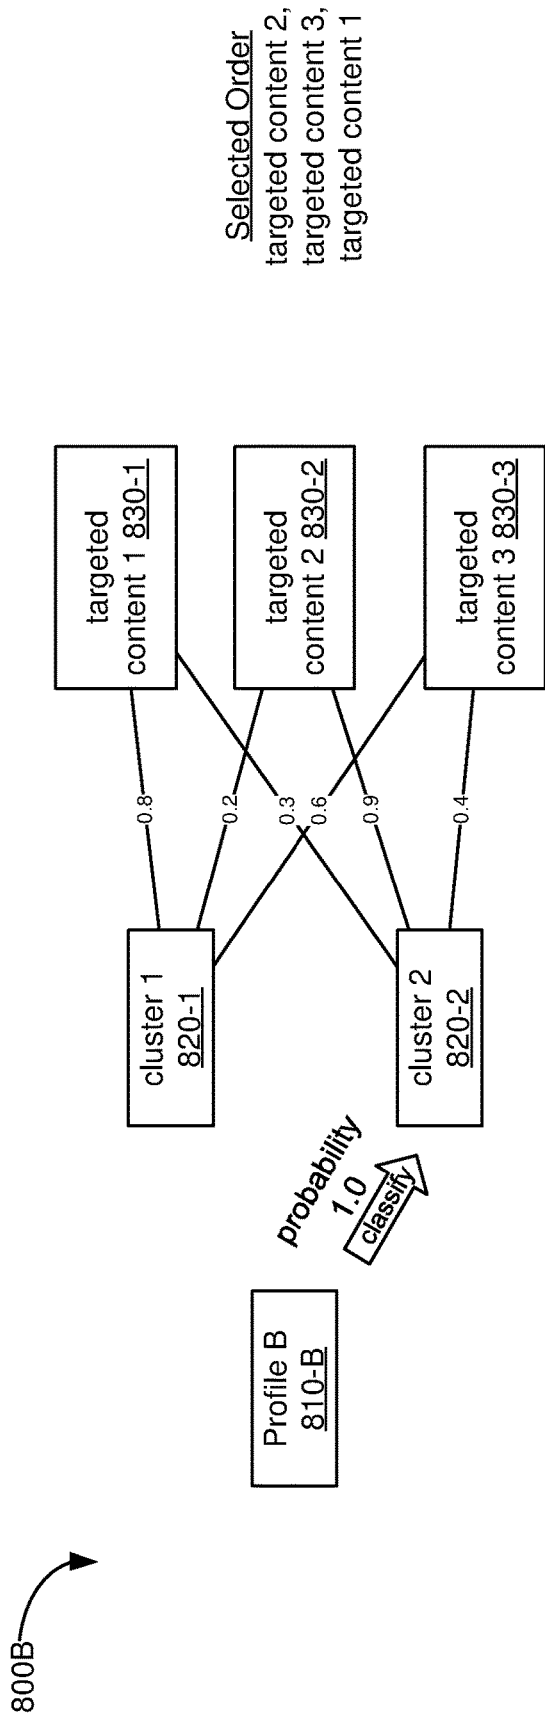 800B
Profile B
810-B
probability
1.0
classify
cluster 1
820-1
cluster 2
820-2
0.8
0.2
0.3
0.6
0.9
0.4
targeted
content 1 830-1
targeted
content 2 830-2
targeted
content 3 830-3
Selected Order
targeted content 2,
targeted content 3,
targeted content 1